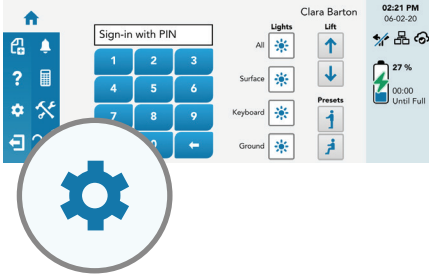 Clara Barton
02:21 PM
06-02-20
Sign-in with PIN
Lights
Lift
All
1 2 3
27 %
Surface
4 5 6
00:00
Until Full
?
Presets
Keyboard
7 8 9
Ground